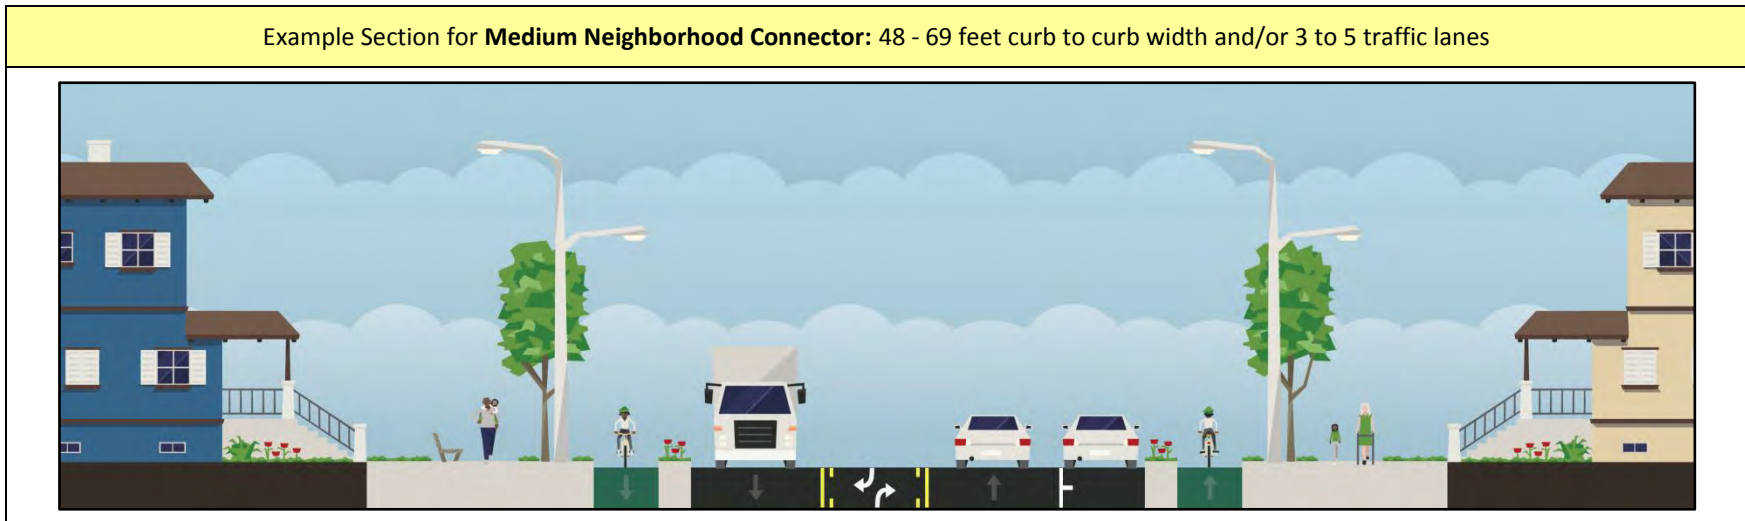 Example Section for Medium Neighborhood Connector: 48 - 69 feet curb to curb width and/or 3 to 5 traffic lanes